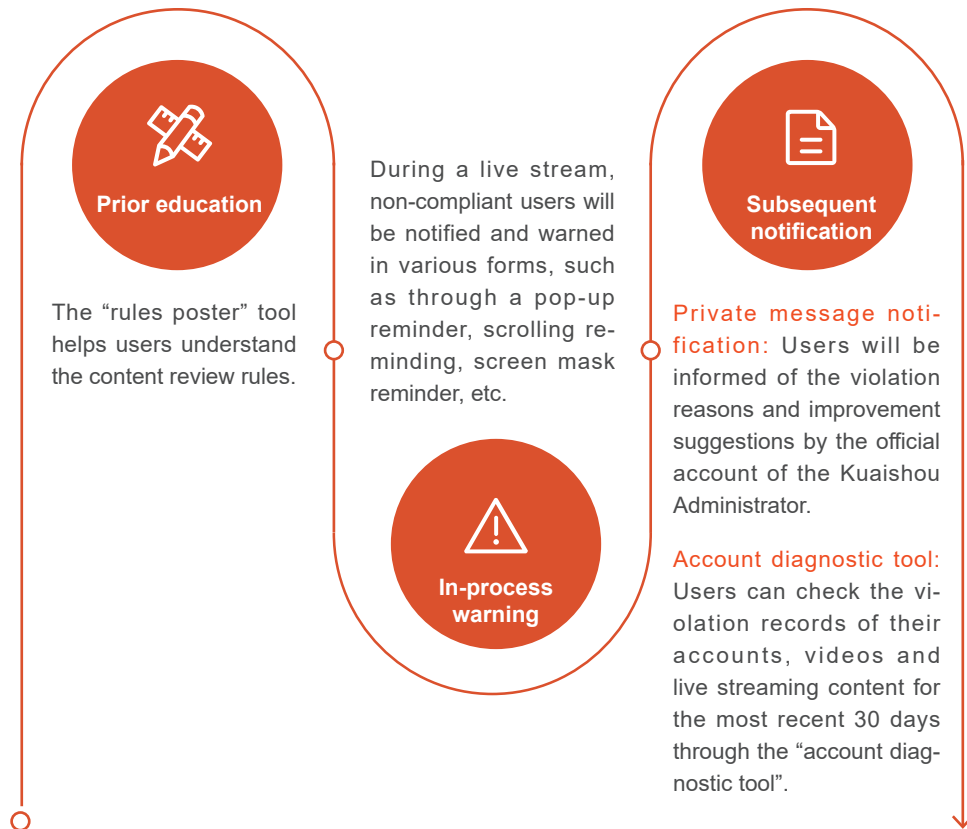 Prior education
The “rules poster” tool
helps users understand
the content review rules.
During a live stream,
non-compliant users will
be notified and warned
in various forms, such
as through a pop-up
reminder, scrolling re-
minding, screen mask
reminder, etc.
In-process
warning
Subsequent
notification
Private message noti-
fication: Users will be
informed of the violation
reasons and improvement
suggestions by the official
account of the Kuaishou
Administrator.
Account diagnostic tool:
Users can check the vi-
olation records of their
accounts, videos and
live streaming content for
the most recent 30 days
through the “account diag-
nostic tool”.